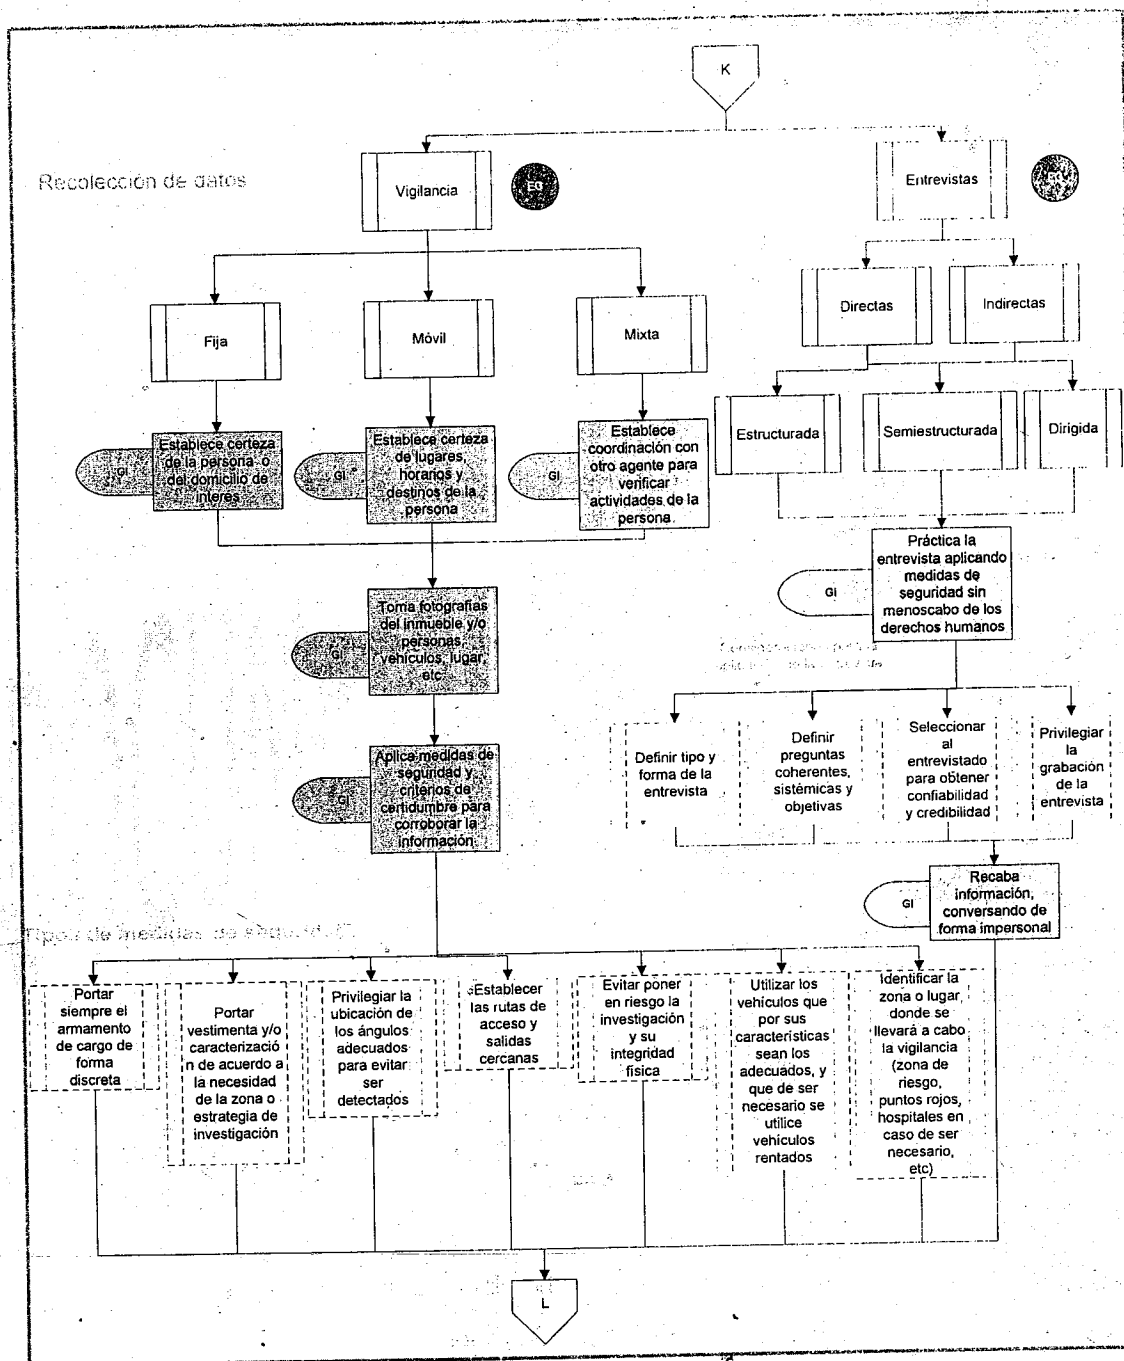 K
Recolección de datos
Vigilancia
EG
Entrevistas
EG
Directas
Indirectas
Fija
Móvil
Mixta
Estructurada
Semiestructurada
Dirigida
GI
Establece certeza
de la persona o
del domicilio de
interes
GI
Establece certeza
de lugares
horarios y
destinos de la
persona
GI
Establece
coordinación con
otro agente para
verificar
actividades de la
persona
GI
Práctica la
entrevista aplicando
medidas de
seguridad sin
menoscabo de los
derechos humanos
GI
Toma fotografías
del inmueble y/o
personas
vehículos, lugar,
etc
Definir tipo y
forma de la
entrevista
Definir
preguntas
coherentes,
sistémicas y
objetivas
Seleccionar
al
entrevistado
para obtener
confiabilidad
y credibilidad
Privilegiar
la
grabación
de la
entrevista
GI
Aplica medidas de
seguridad y
criterios de
certidumbre para
corroborar la
información
GI
Recaba
información,
conversando de
forma impersonal
Tipos de medidas de seguridad
Portar
siempre el
armamento
de cargo de
forma
discreta
Portar
vestimenta y/o
caracterizació
n de acuerdo a
la necesidad
de la zona o
estrategia de
investigación
Privilegiar la
ubicación de
los ángulos
adecuados
para evitar
ser
detectados
Establecer
las rutas de
acceso y
salidas
cercanas
Evitar poner
en riesgo la
investigación
y su
integridad
física
Utilizar los
vehículos que
por sus
características
sean los
adecuados, y
que de ser
necesario se
utilice
vehículos
rentados
Identificar la
zona o lugar
donde se
llevará a cabo
la vigilancia
(zona de
riesgo,
puntos rojos,
hospitales en
caso de ser
necesario,
etc)
L